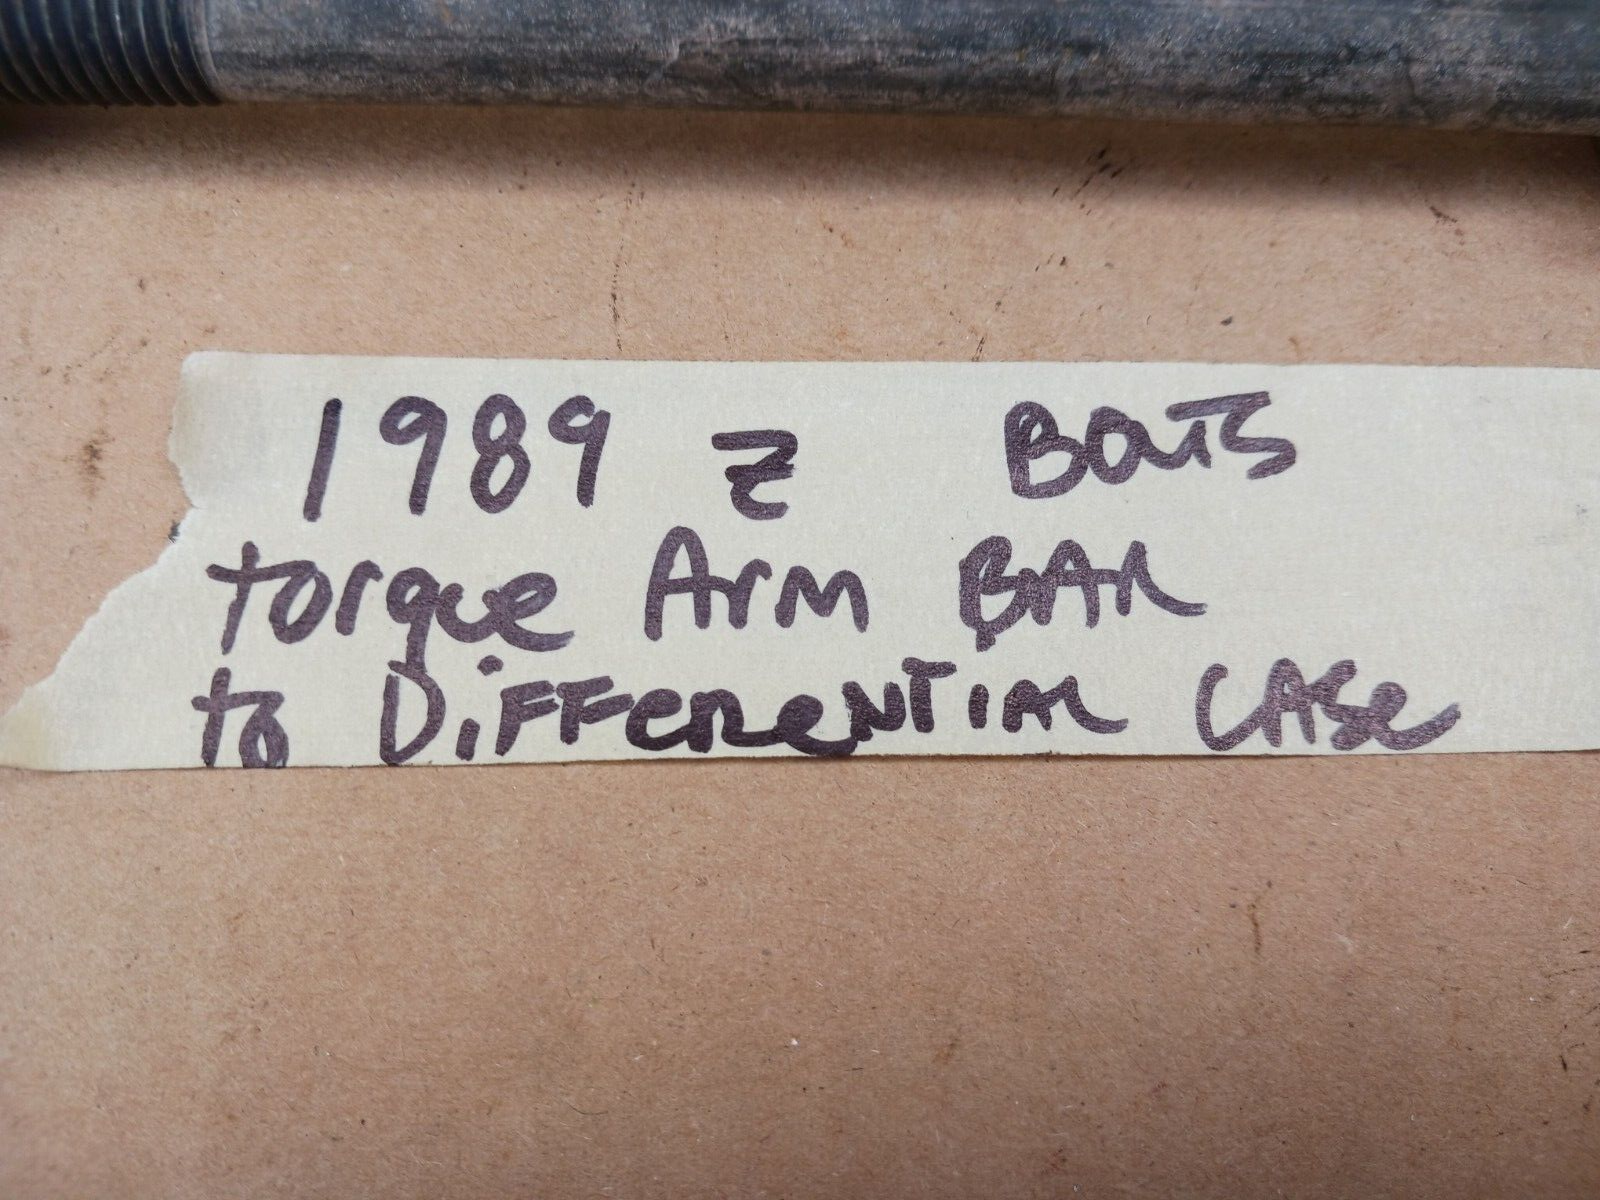 1989 Z BOLTS
torque Arm BAR
to DiFFERENTIAL CASe